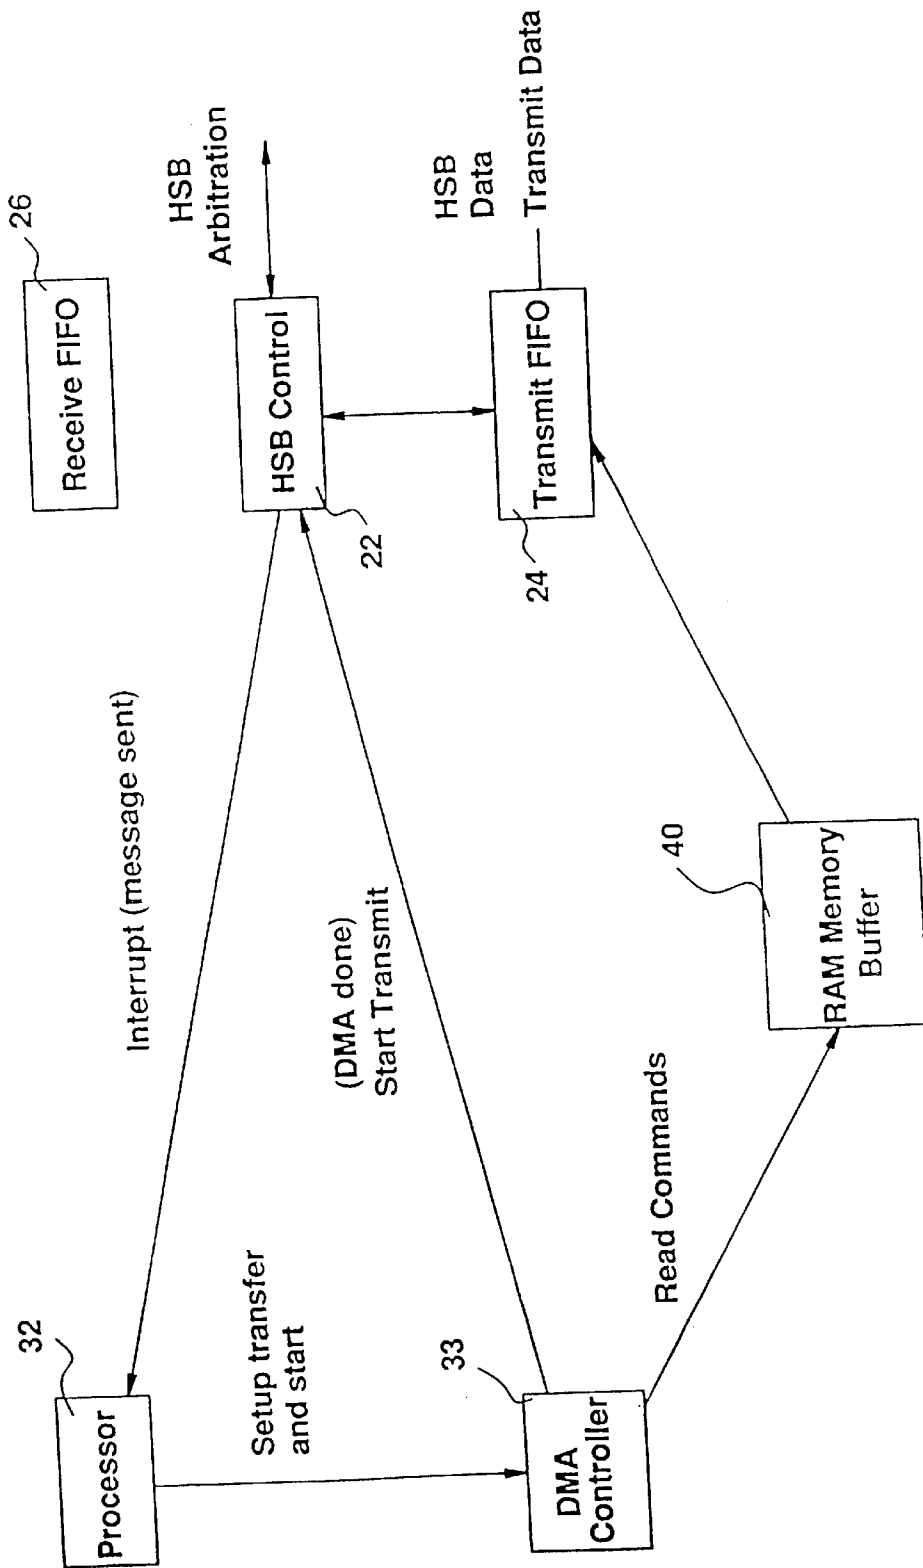 26
Receive FIFO
HSB
Arbitration
HSB Control
22
HSB
Data
Transmit Data
Transmit FIFO
24
Interrupt (message sent)
(DMA done)
Start Transmit
40
RAM Memory
Buffer
Read Commands
32
Processor
Setup transfer
and start
33
DMA
Controller